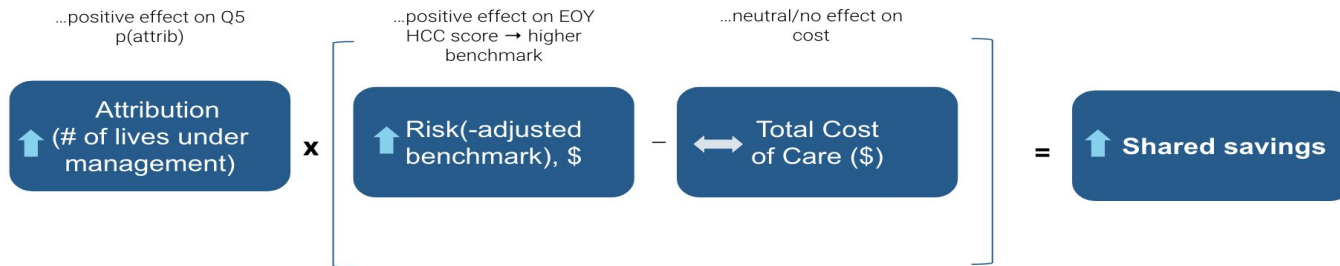 ...positive effect on Q5
p(attrib)
...positive effect on EOY
HCC score → higher
benchmark
...neutral/no effect on
cost
Attribution
(# of lives under
management)
x
Risk(-adjusted
benchmark), $
–
Total Cost
of Care ($)
=
Shared savings